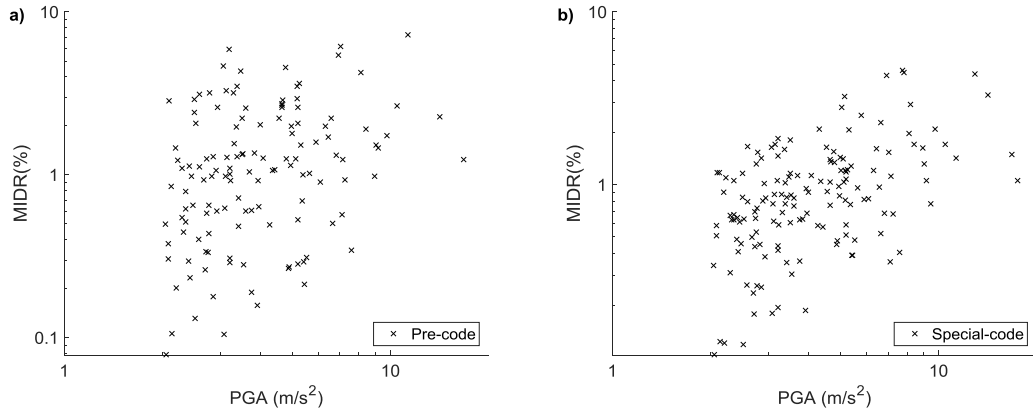 a)
10
1
0.1
MIDR(%)
Pre-code
1
10
PGA (m/s²)
b)
10
1
MIDR(%)
Special-code
1
10
PGA (m/s²)